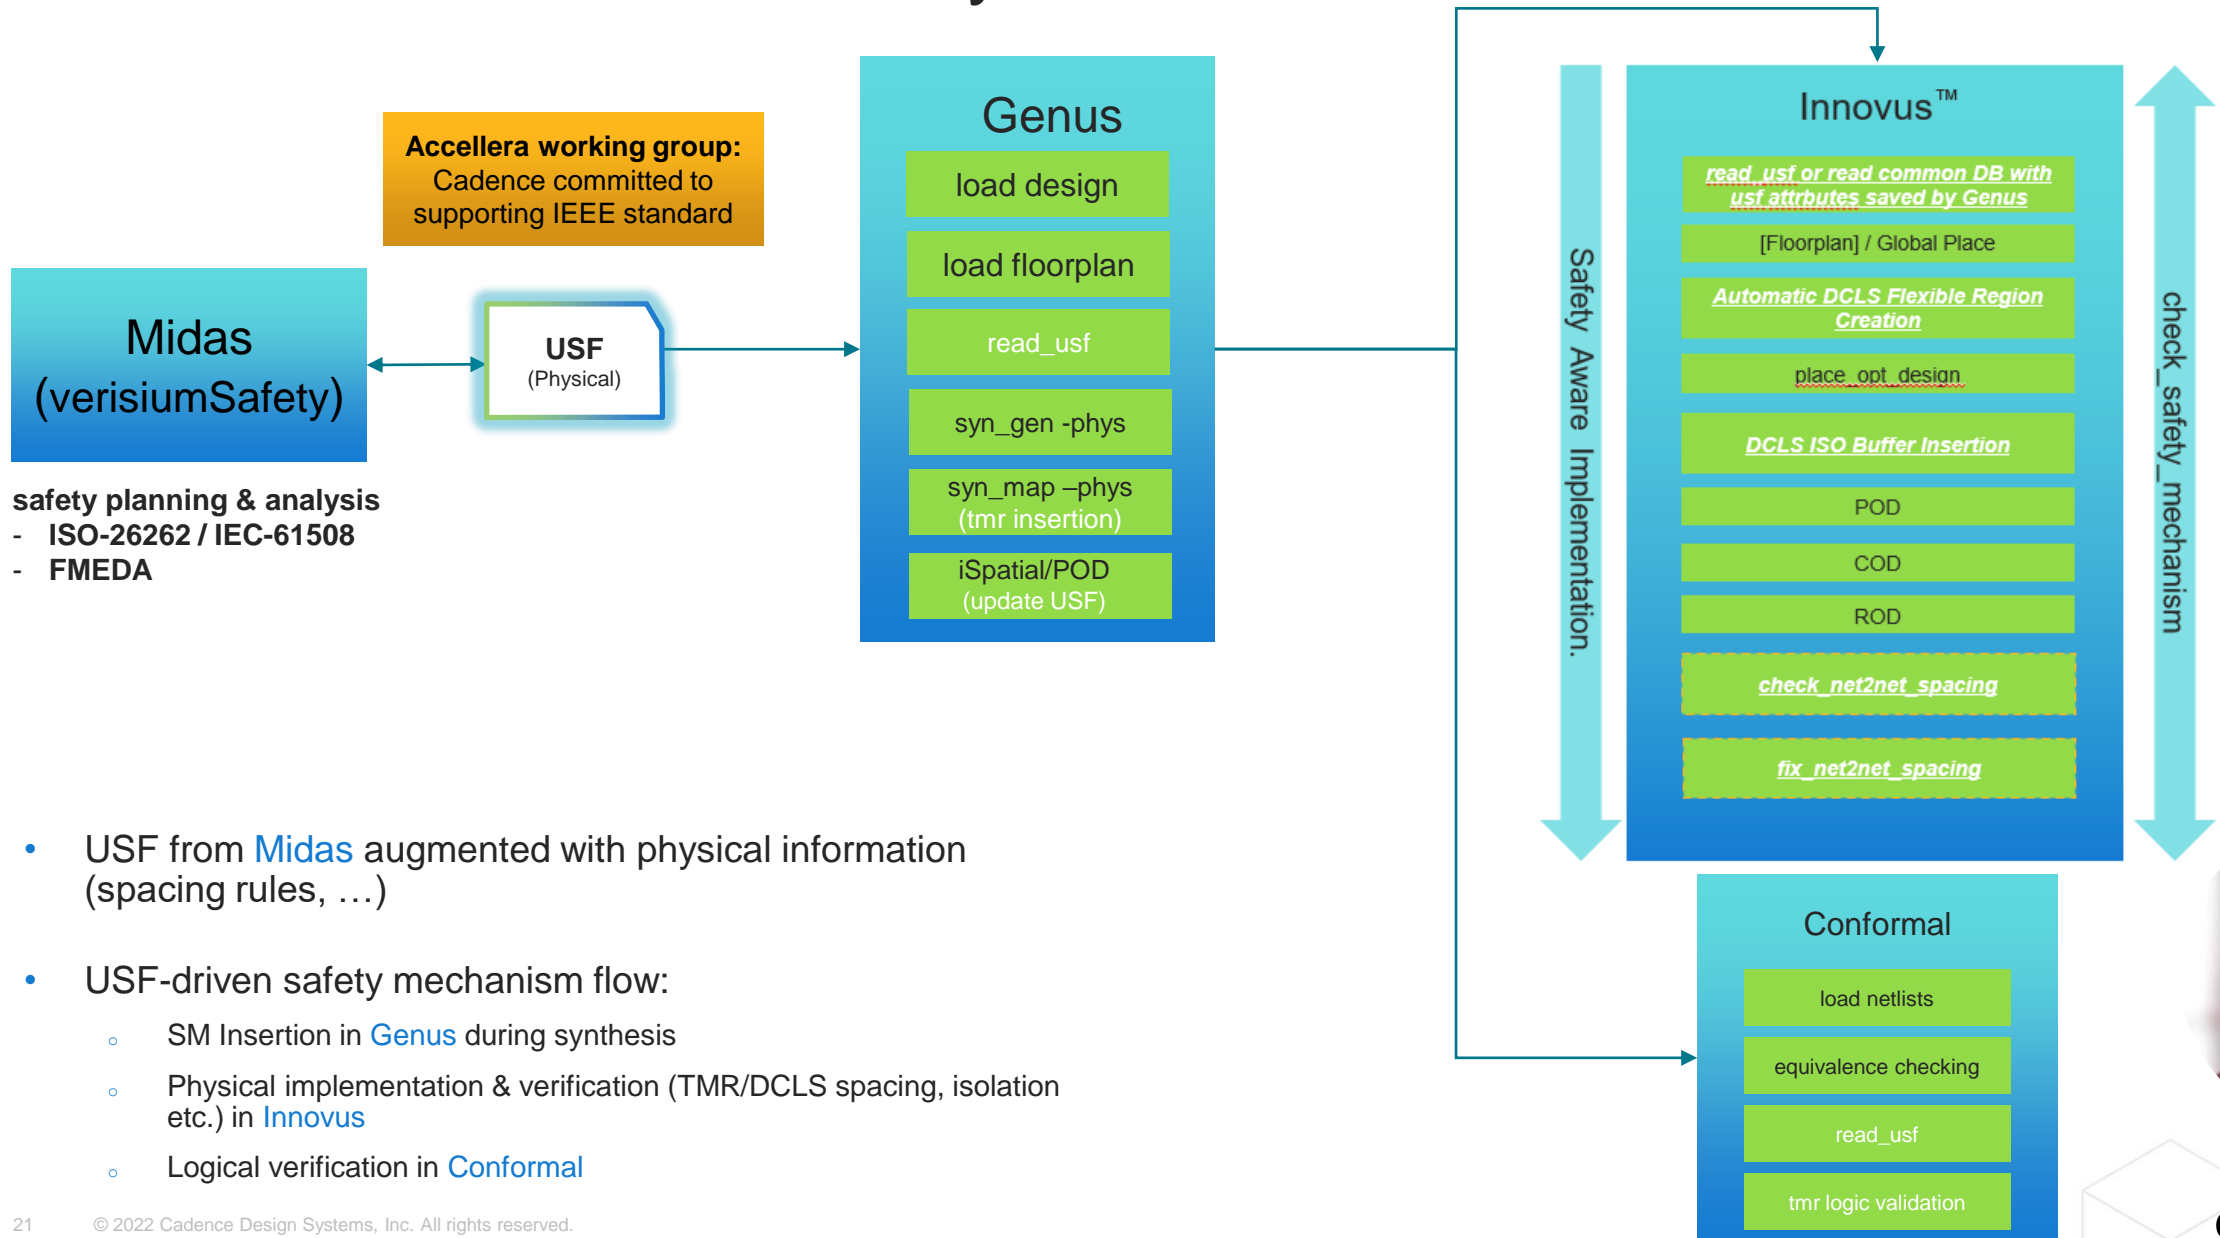 Accellera working group:
Cadence committed to
supporting IEEE standard
Midas
(verisiumSafety)
USF
(Physical)
safety planning & analysis
- ISO-26262 / IEC-61508
- FMEDA
Genus
load design
load floorplan
read_usf
syn_gen -phys
syn_map –phys
(tmr insertion)
iSpatial/POD
(update USF)
Safety Aware Implementation.
Innovus™
read_usf or read common DB with
usf attrbutes saved by Genus
[Floorplan] / Global Place
Automatic DCLS Flexible Region
Creation
place_opt_design
DCLS ISO Buffer Insertion
POD
COD
ROD
check_net2net_spacing
fix_net2net_spacing
check_safety_mechanism
Conformal
load netlists
equivalence checking
read_usf
tmr logic validation
• USF from Midas augmented with physical information
(spacing rules, …)
• USF-driven safety mechanism flow:
○ SM Insertion in Genus during synthesis
○ Physical implementation & verification (TMR/DCLS spacing, isolation
etc.) in Innovus
○ Logical verification in Conformal
21 © 2022 Cadence Design Systems, Inc. All rights reserved.